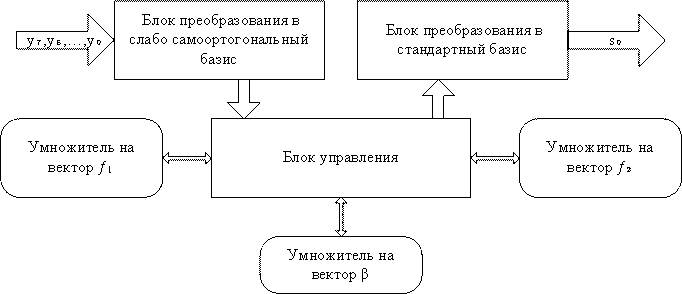 y₇,y₆,...,y₀
Блок преобразования в
слабо самоортогональный
базис
Блок преобразования в
стандартный базис
s₀
Умножитель на
вектор f₁
Блок управления
Умножитель на
вектор f₂
Умножитель на
вектор β